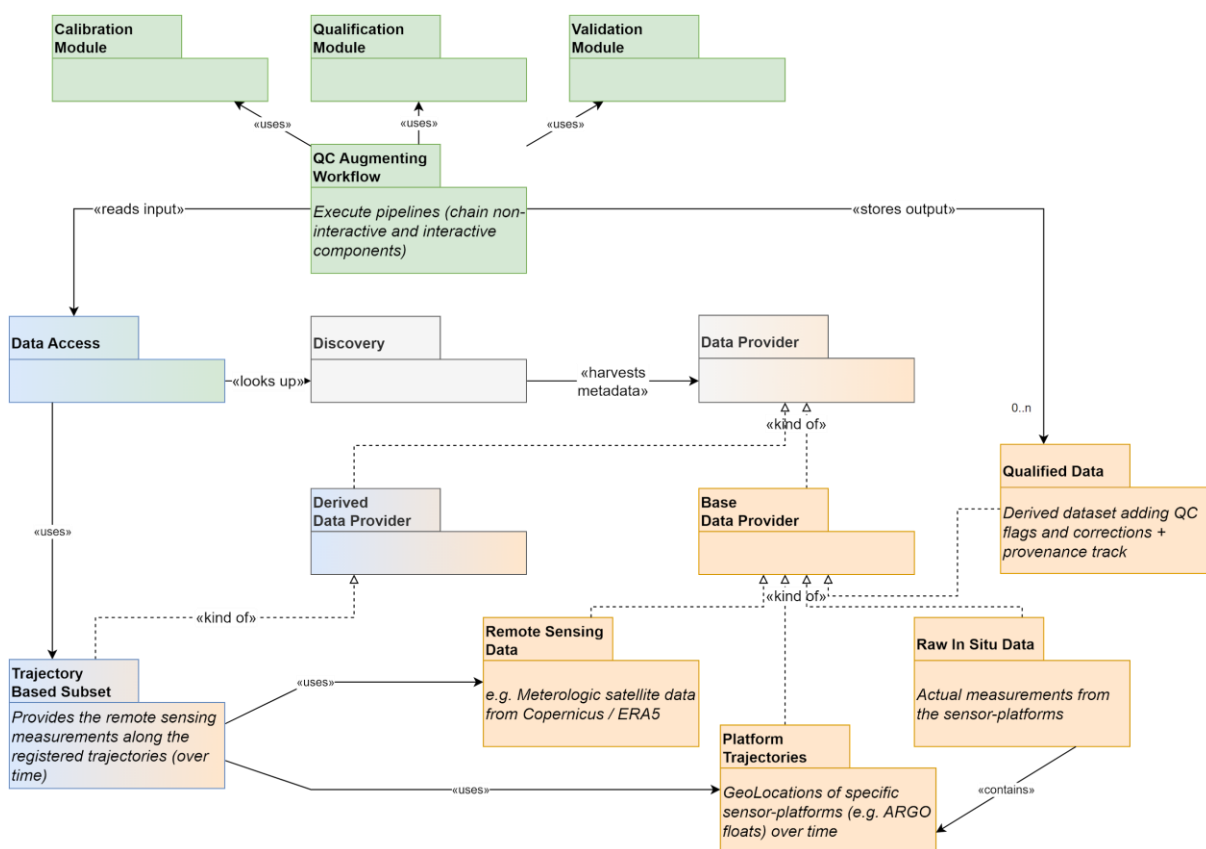 Calibration
Module
Qualification
Module
Validation
Module
«uses»
«uses»
«uses»
QC Augmenting
Workflow
Execute pipelines (chain non-
interactive and interactive
components)
«reads input»
«stores output»
Data Access
Discovery
Data Provider
«looks up»
«harvests
metadata»
0..n
«kind of»
Qualified Data
Derived dataset adding QC
flags and corrections +
provenance track
Derived
Data Provider
Base
Data Provider
«uses»
«kind of»
«kind of»
Remote Sensing
Data
e.g. Meterologic satellite data
from Copernicus / ERA5
Raw In Situ Data
Actual measurements from
the sensor-platforms
Trajectory
Based Subset
Provides the remote sensing
measurements along the
registered trajectories (over
time)
«uses»
«uses»
Platform
Trajectories
GeoLocations of specific
sensor-platforms (e.g. ARGO
floats) over time
«contains»